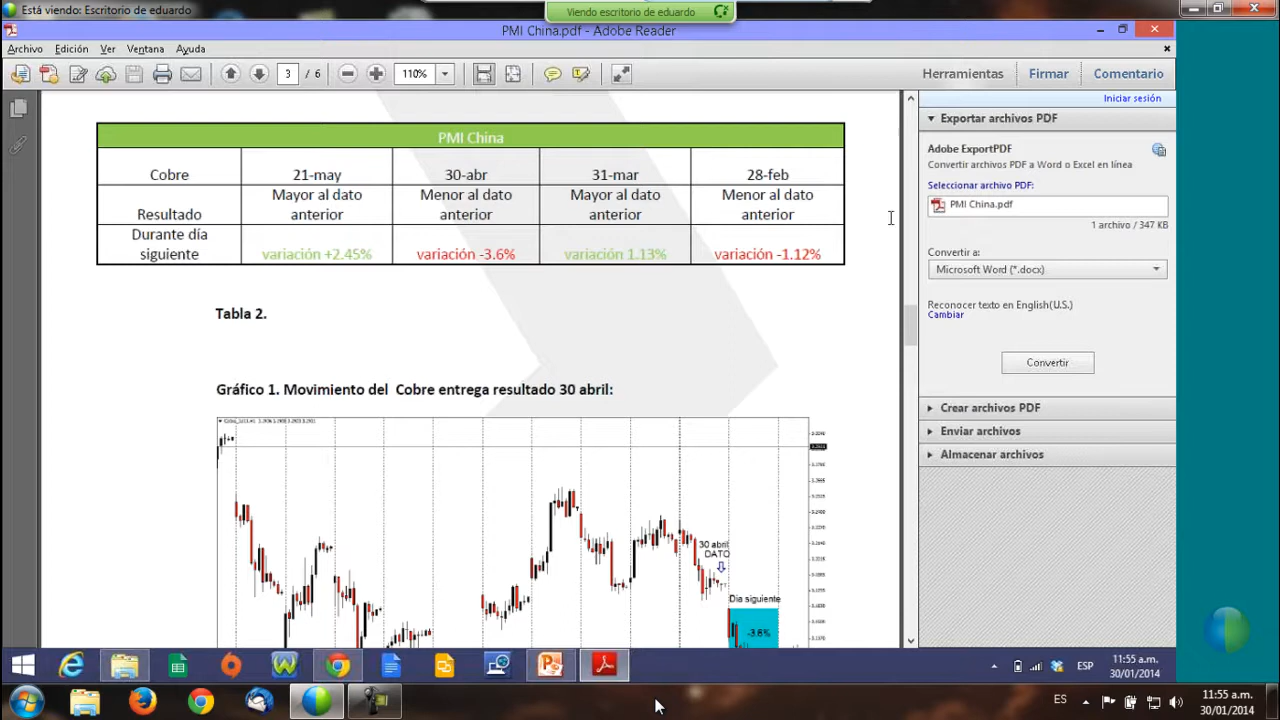 Está viendo: Escritorio de eduardo
Viendo escritorio de eduardo
PMI China.pdf - Adobe Reader
Archivo Edición Ver Ventana Ayuda
3 / 6 110% Herramientas Firmar Comentario
Iniciar sesión
Exportar archivos PDF
Adobe ExportPDF
Convertir archivos PDF a Word o Excel en línea
Seleccionar archivo PDF:
PMI China.pdf
1 archivo / 347 KB
Convertir a:
Microsoft Word (*.docx)
Reconocer texto en English(U.S.)
Cambiar
Convertir
Crear archivos PDF
Enviar archivos
Almacenar archivos
PMI China
Cobre 21-may 30-abr 31-mar 28-feb
Resultado Mayor al dato anterior Menor al dato anterior Mayor al dato anterior Menor al dato anterior
Durante día siguiente variación +2.45% variación -3.6% variación 1.13% variación -1.12%
Tabla 2.
Gráfico 1. Movimiento del Cobre entrega resultado 30 abril:
30 abril
DATO
Dia siguiente
-3.6%
ESP
11:55 a.m.
30/01/2014
ES
11:55 a.m.
30/01/2014